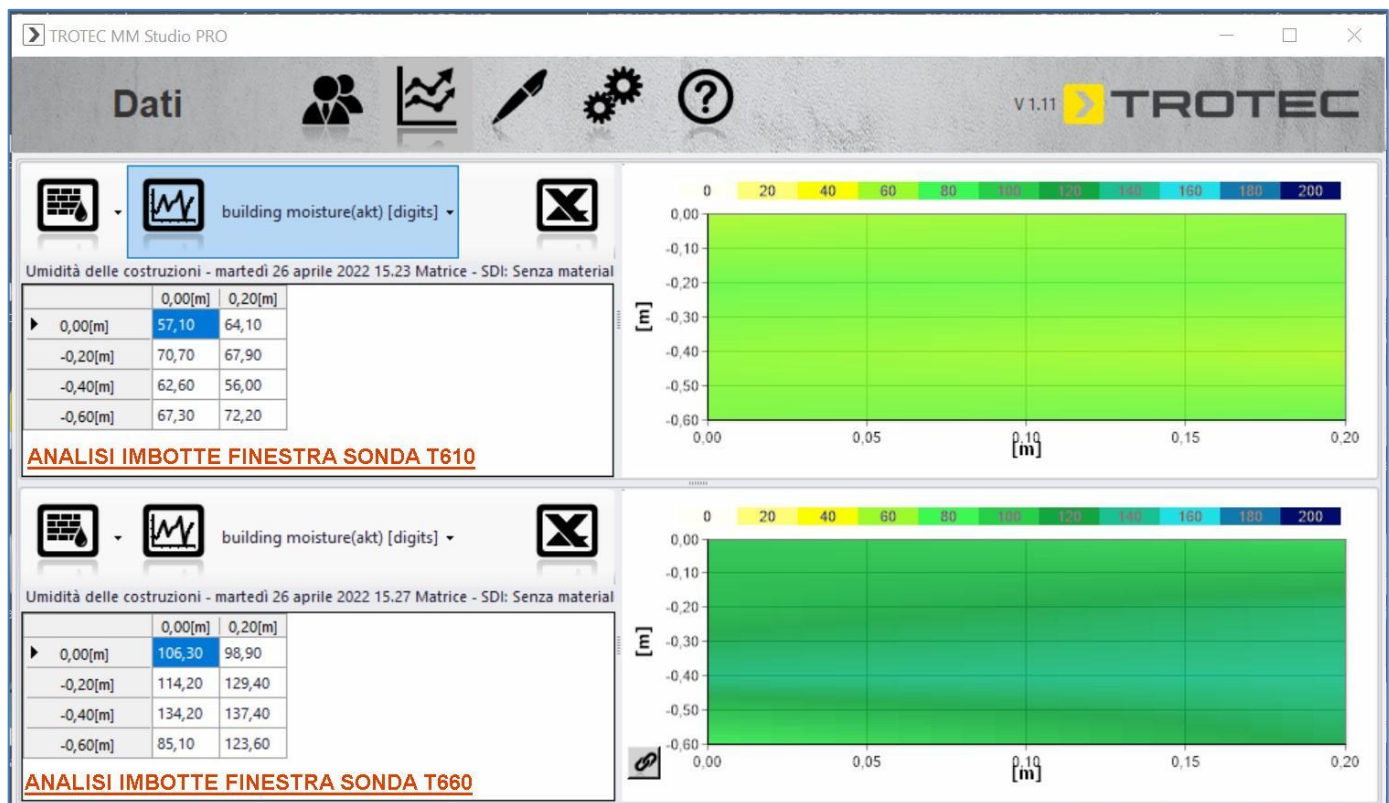 TROTEC MM Studio PRO
Dati
V 1.11 TROTEC
building moisture(akt) [digits]
Umidità delle costruzioni - martedì 26 aprile 2022 15.23 Matrice - SDI: Senza material
0,00[m] 0,20[m]
0,00[m] 57,10 64,10
-0,20[m] 70,70 67,90
-0,40[m] 62,60 56,00
-0,60[m] 67,30 72,20
ANALISI IMBOTTE FINESTRA SONDA T610
0 20 40 60 80 100 120 140 160 180 200
0,00
-0,10
-0,20
-0,30
-0,40
-0,50
-0,60
[m]
0,00 0,05 0,10 0,15 0,20
[m]
building moisture(akt) [digits]
Umidità delle costruzioni - martedì 26 aprile 2022 15.27 Matrice - SDI: Senza material
0,00[m] 0,20[m]
0,00[m] 106,30 98,90
-0,20[m] 114,20 129,40
-0,40[m] 134,20 137,40
-0,60[m] 85,10 123,60
ANALISI IMBOTTE FINESTRA SONDA T660
0 20 40 60 80 100 120 140 160 180 200
0,00
-0,10
-0,20
-0,30
-0,40
-0,50
-0,60
[m]
0,00 0,05 0,10 0,15 0,20
[m]